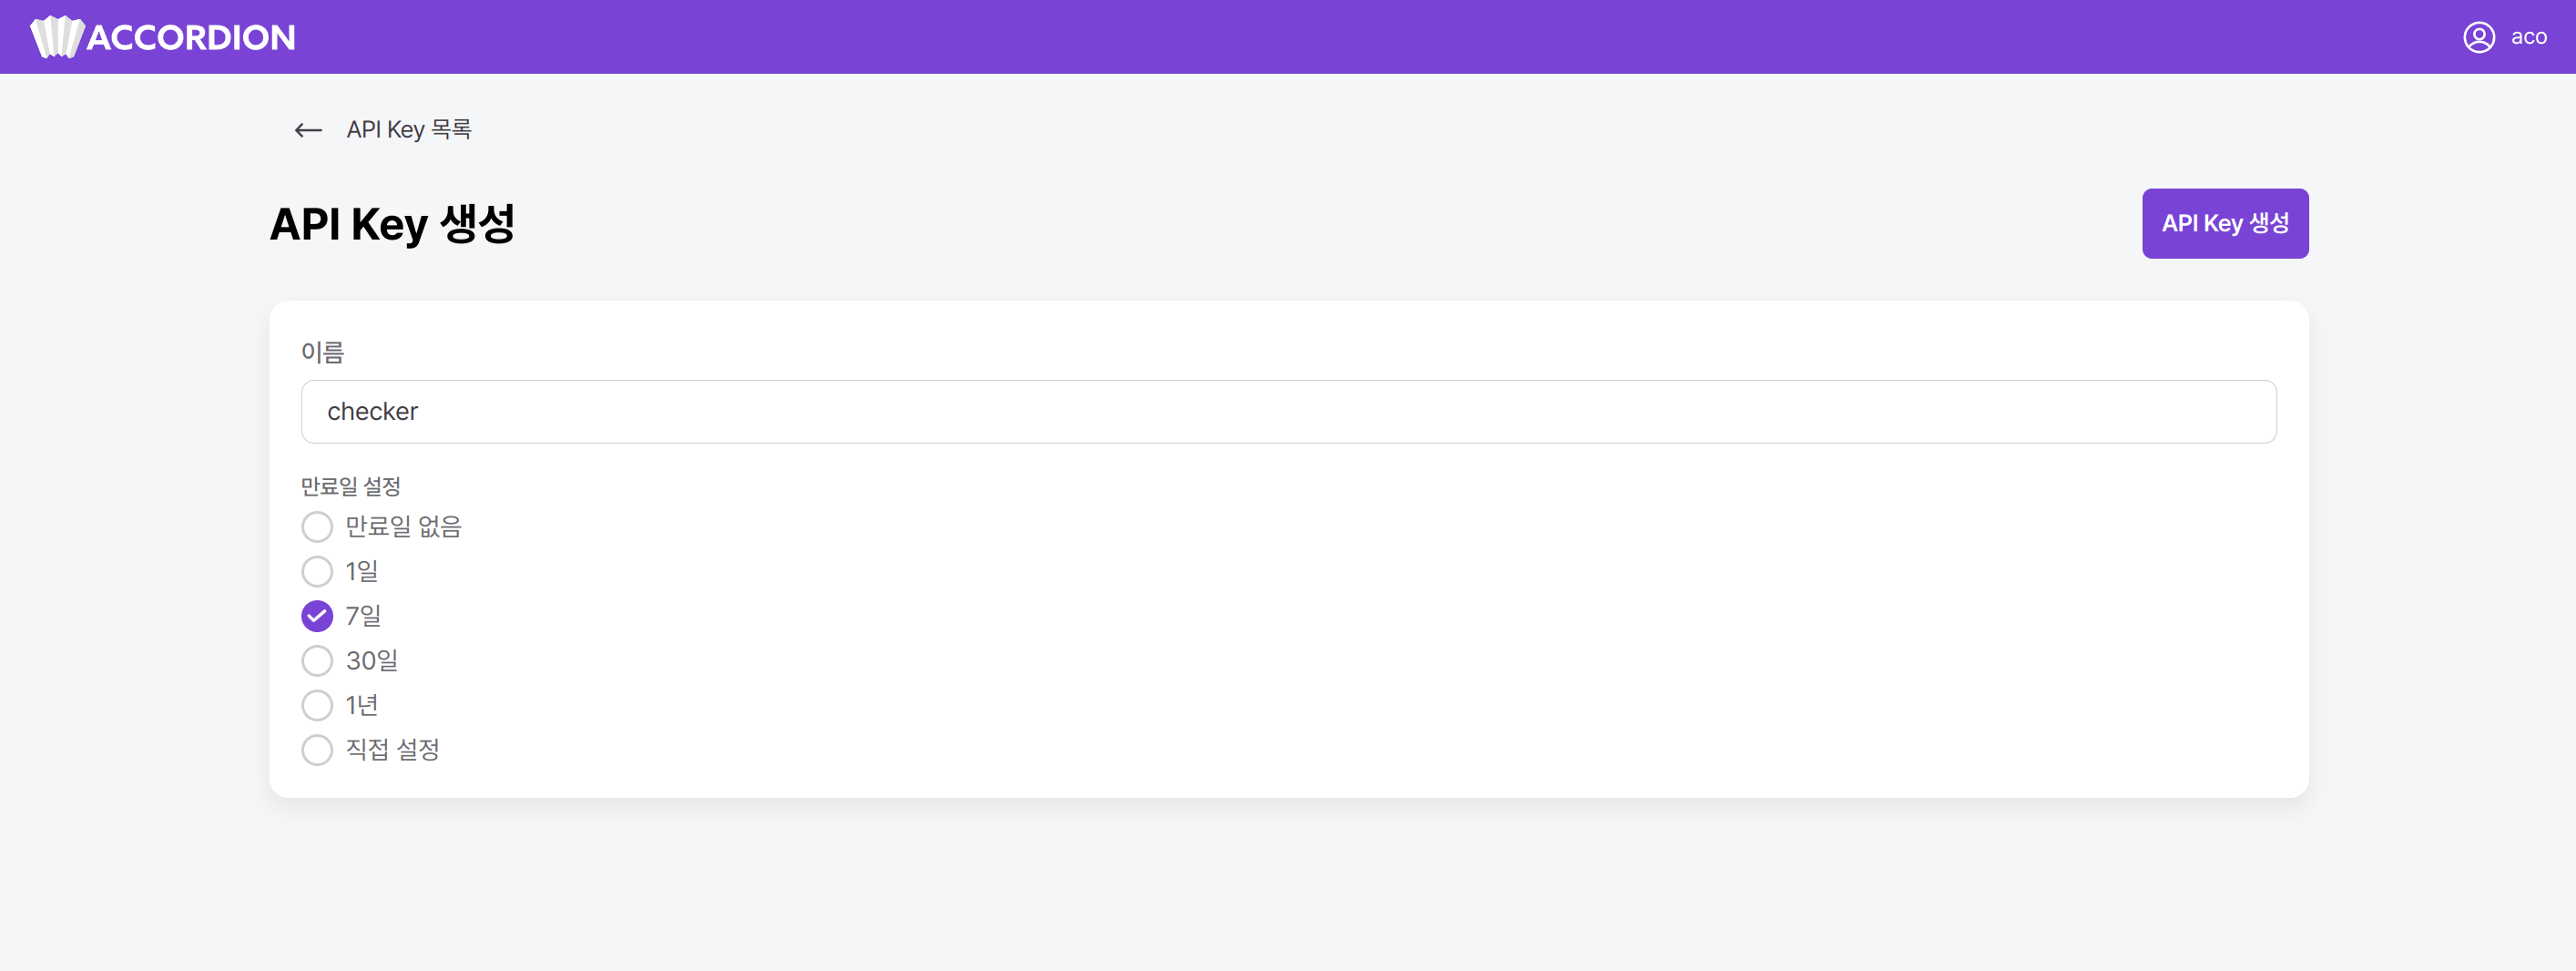 ACCORDION
aco
API Key 목록
API Key 생성
API Key 생성
이름
checker
만료일 설정
만료일 없음
1일
7일
30일
1년
직접 설정